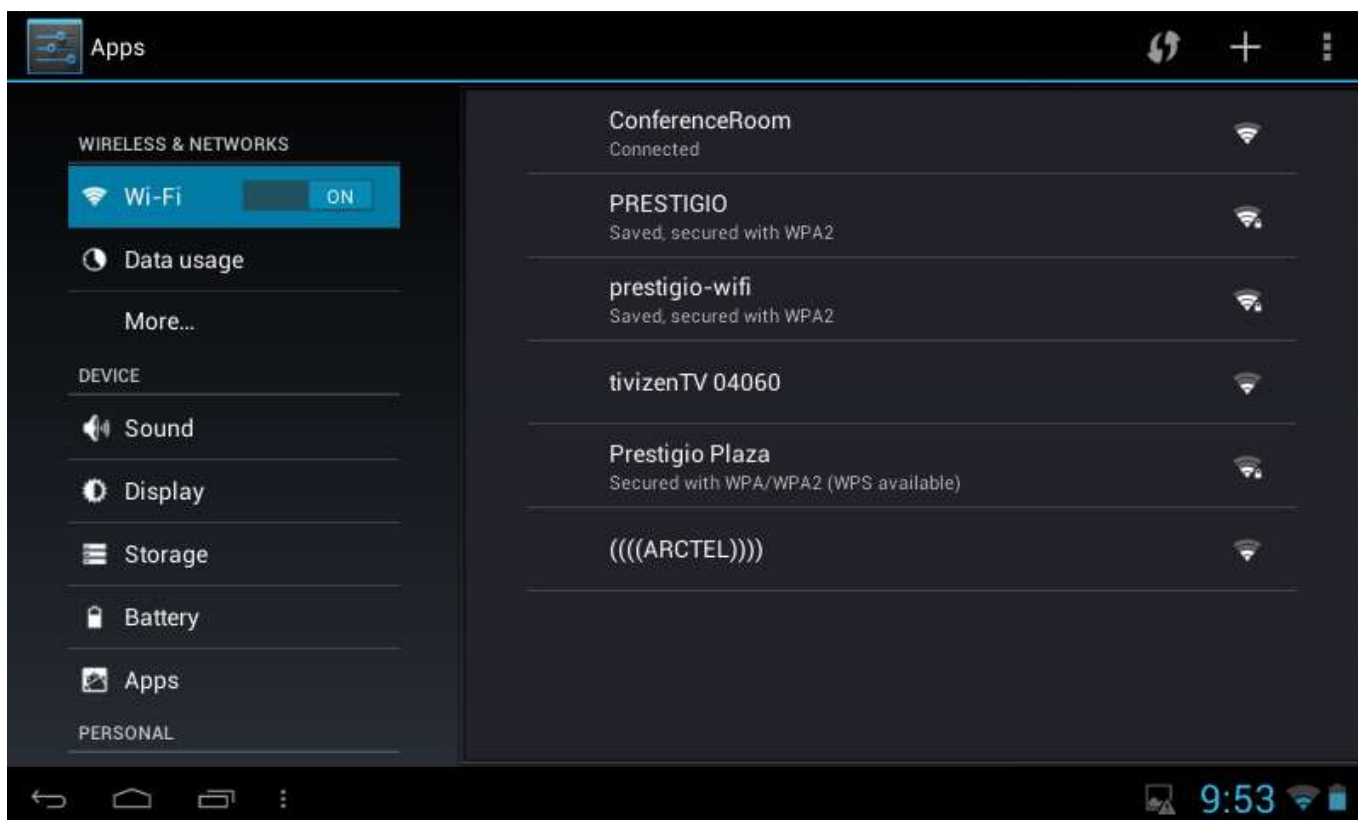 Apps
WIRELESS & NETWORKS
Wi-Fi ON
Data usage
More...
DEVICE
Sound
Display
Storage
Battery
Apps
PERSONAL
ConferenceRoom
Connected
PRESTIGIO
Saved, secured with WPA2
prestigio-wifi
Saved, secured with WPA2
tivizenTV 04060
Prestigio Plaza
Secured with WPA/WPA2 (WPS available)
((((ARCTEL))))
9:53